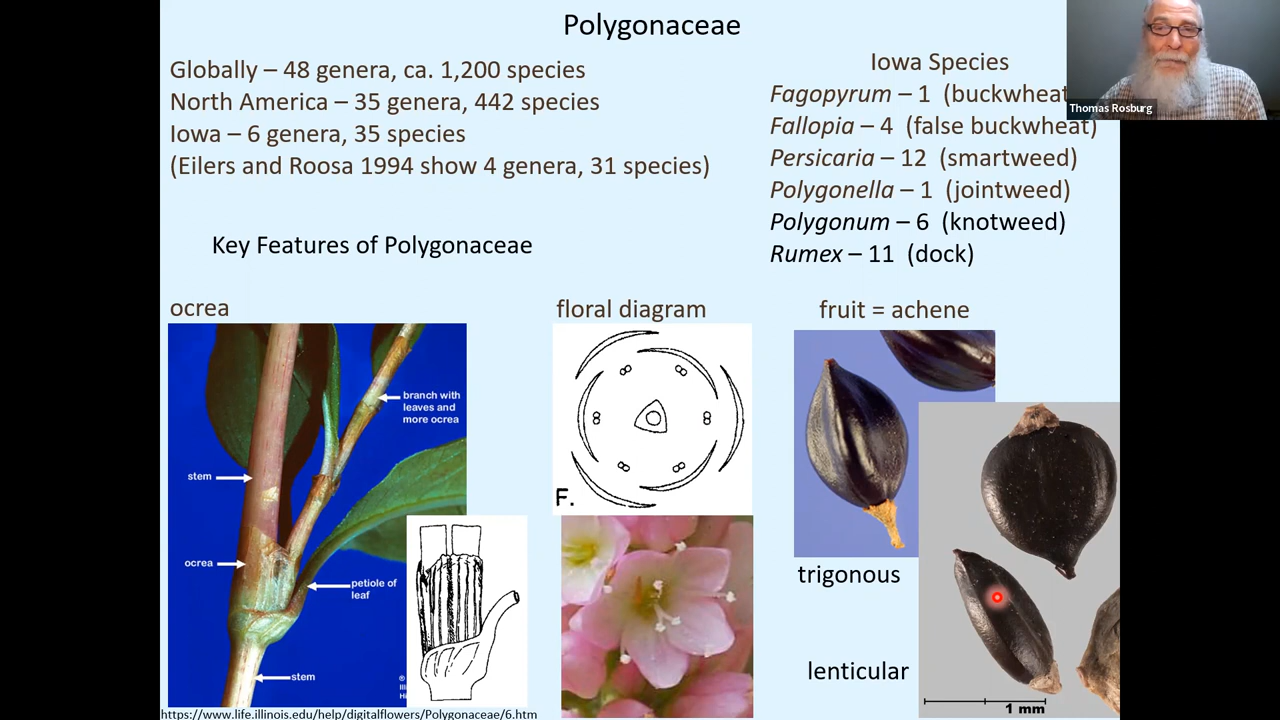 Polygonaceae
Globally – 48 genera, ca. 1,200 species
North America – 35 genera, 442 species
Iowa – 6 genera, 35 species
(Eilers and Roosa 1994 show 4 genera, 31 species)
Iowa Species
Fagopyrum – 1 (buckwheat
Fallopia – 4 (false buckwheat)
Persicaria – 12 (smartweed)
Polygonella – 1 (jointweed)
Polygonum – 6 (knotweed)
Rumex – 11 (dock)
Thomas Rosburg
Key Features of Polygonaceae
ocrea
branch with
leaves and
more ocrea
stem
ocrea
petiole of
leaf
stem
https://www.life.illinois.edu/help/digitalflowers/Polygonaceae/6.htm
floral diagram
F.
fruit = achene
trigonous
lenticular
1 mm